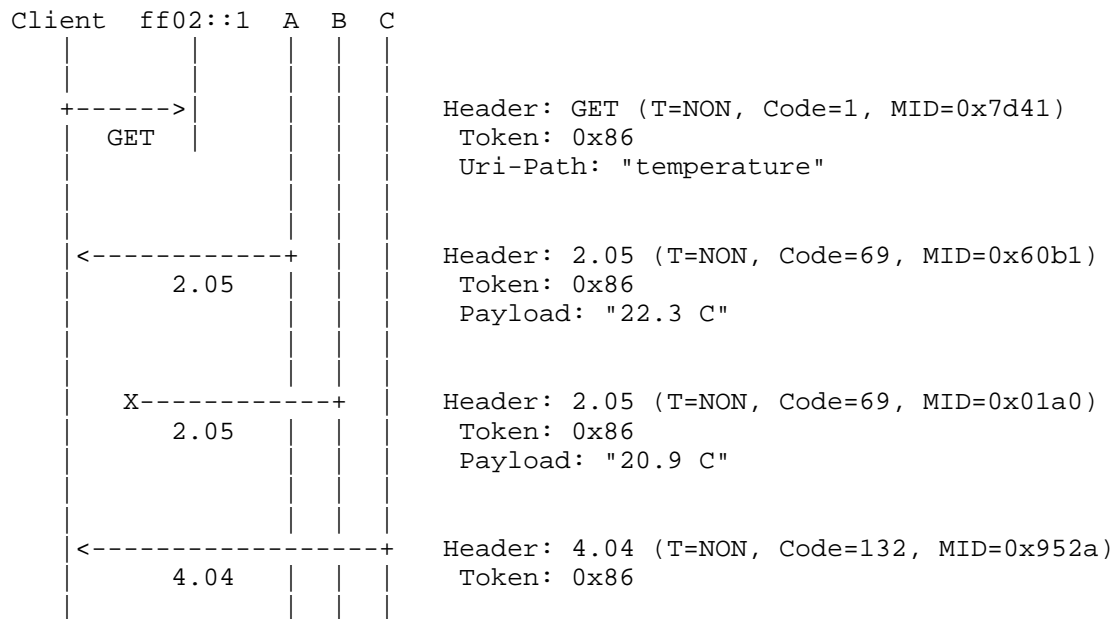 Client ff02::1 A B C
GET
Header: GET (T=NON, Code=1, MID=0x7d41)
Token: 0x86
Uri-Path: "temperature"
2.05
Header: 2.05 (T=NON, Code=69, MID=0x60b1)
Token: 0x86
Payload: "22.3 C"
X
2.05
Header: 2.05 (T=NON, Code=69, MID=0x01a0)
Token: 0x86
Payload: "20.9 C"
4.04
Header: 4.04 (T=NON, Code=132, MID=0x952a)
Token: 0x86